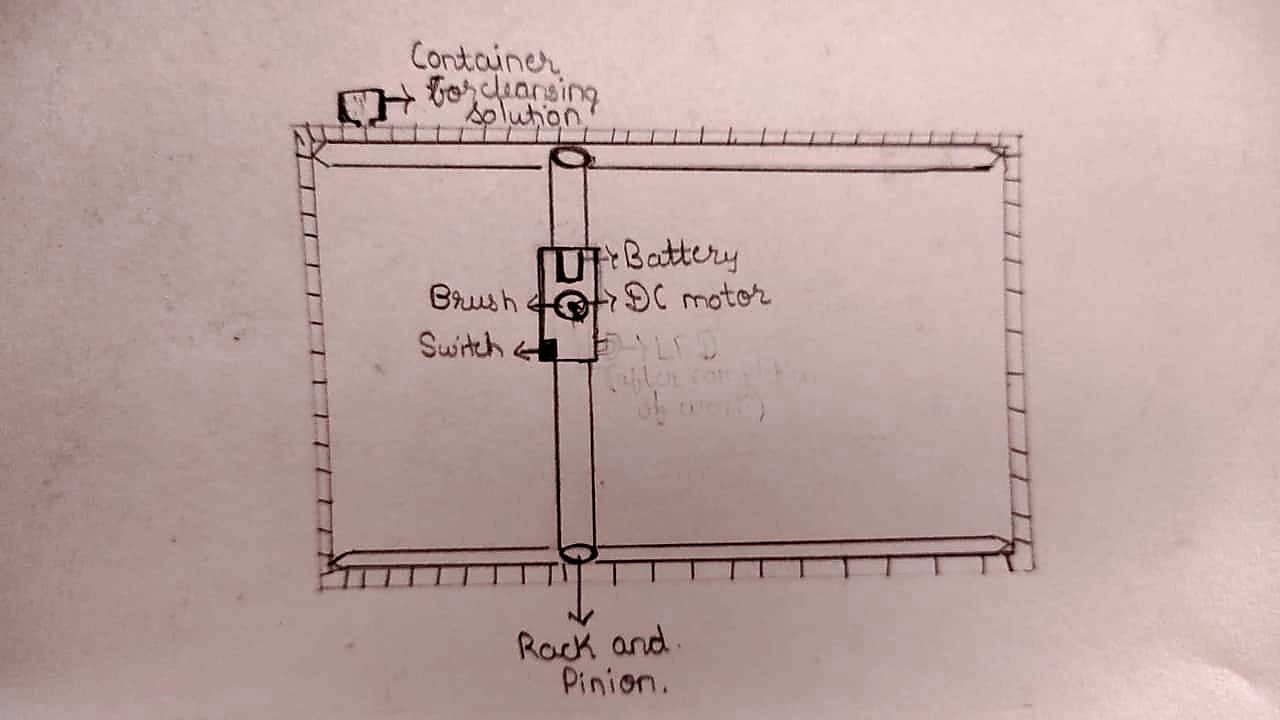 Container
for cleansing
solution
Battery
Brush
DC motor
Switch
LED
(after completion
of work)
Rack and
Pinion.